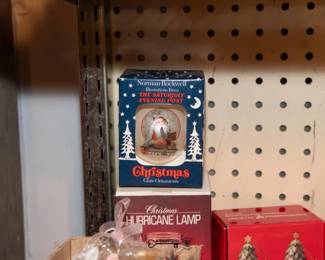 Norman Rockwell
Illustrations From
THE SATURDAY
EVENING POST
Christmas
Glass Ornaments
Christmas
HURRICANE LAMP